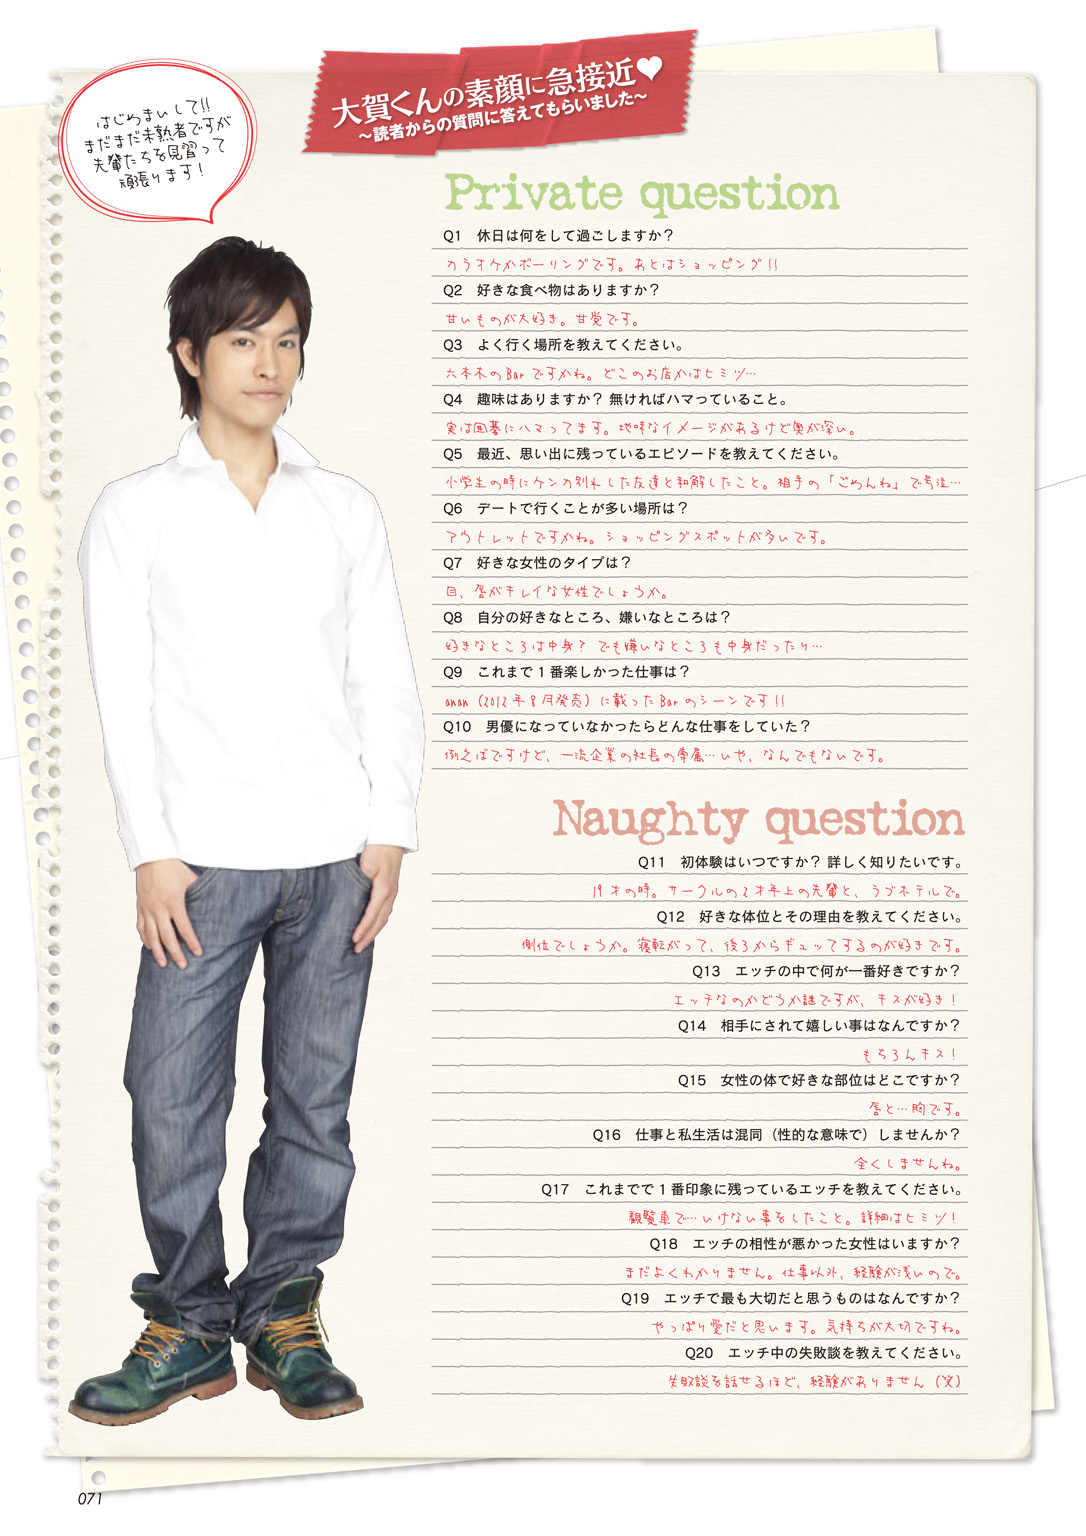 大賀くんの素顔に急接近♥
～読者からの質問に答えてもらいました～
はじめまして!!
まだまだ未熟者ですが
先輩たちを見習って
頑張ります！
Private question
Q1　休日は何をして過ごしますか？
カラオケかボーリングです。あとはショッピング!!
Q2　好きな食べ物はありますか？
甘いものが大好き。甘党です。
Q3　よく行く場所を教えてください。
六本木のBarですかね。どこのお店かはヒミツ…
Q4　趣味はありますか？ 無ければハマっていること。
実は囲碁にハマってます。地味なイメージがあるけど奥が深い。
Q5　最近、思い出に残っているエピソードを教えてください。
小学生の時にケンカ別れした友達と和解したこと。相手の「ごめんね」で号泣…
Q6　デートで行くことが多い場所は？
アウトレットですかね。ショッピングスポットが多いです。
Q7　好きな女性のタイプは？
目、唇がキレイな女性でしょうか。
Q8　自分の好きなところ、嫌いなところは？
好きなところは中身？ でも嫌いなところも中身だったり…
Q9　これまで1番楽しかった仕事は？
anan（2012年8月発売）に載ったBarのシーンです!!
Q10　男優になっていなかったらどんな仕事をしていた？
例えばですけど、一流企業の社長の専属…いや、なんでもないです。
Naughty question
Q11　初体験はいつですか？ 詳しく知りたいです。
19才の時。サークルの2才年上の先輩と、ラブホテルで。
Q12　好きな体位とその理由を教えてください。
側位でしょうか。寝転がって、後ろからギュッてするのが好きです。
Q13　エッチの中で何が一番好きですか？
エッチなのかどうか謎ですが、キスが好き！
Q14　相手にされて嬉しい事はなんですか？
もちろんキス！
Q15　女性の体で好きな部位はどこですか？
唇と…胸です。
Q16　仕事と私生活は混同（性的な意味で）しませんか？
全くしませんね。
Q17　これまでで1番印象に残っているエッチを教えてください。
観覧車で…いけない事をしたこと。詳細はヒミツ！
Q18　エッチの相性が悪かった女性はいますか？
まだよくわかりません。仕事以外、経験が浅いので。
Q19　エッチで最も大切だと思うものはなんですか？
やっぱり愛だと思います。気持ちが大切ですね。
Q20　エッチ中の失敗談を教えてください。
失敗談を話せるほど、経験がありません（笑）
071